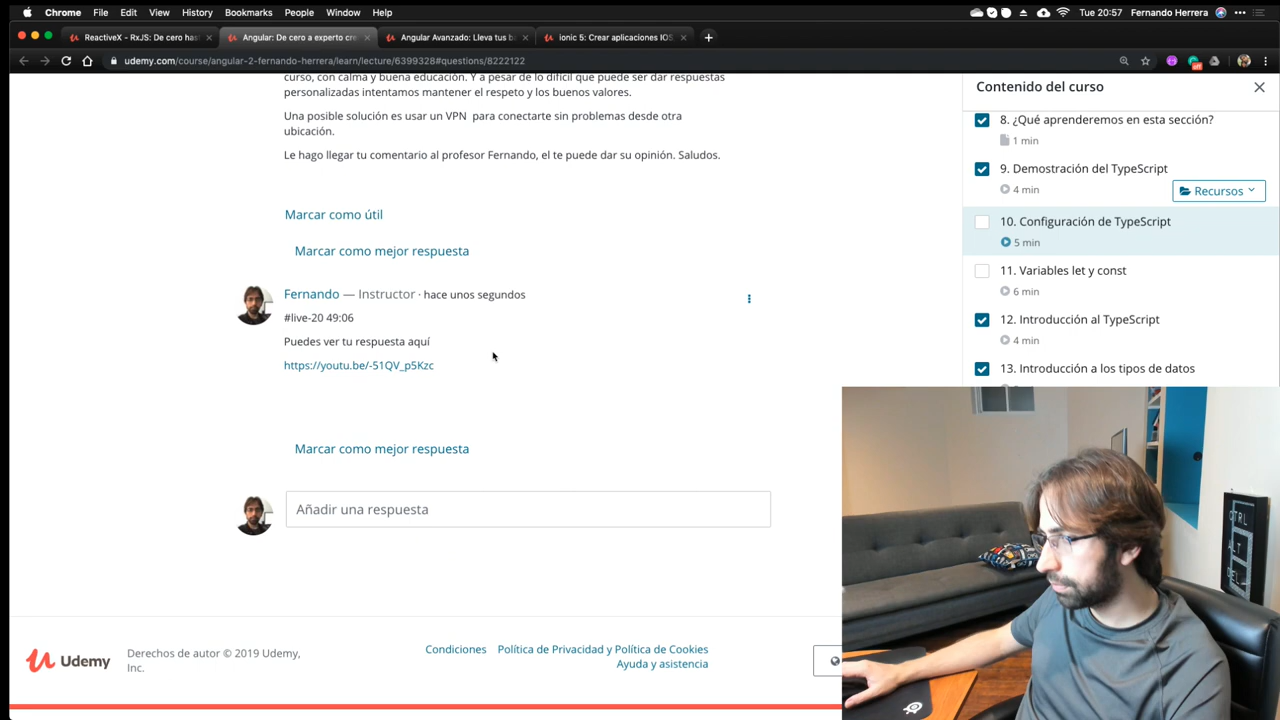 Chrome File Edit View History Bookmarks People Window Help
Tue 20:57 Fernando Herrera
ReactiveX - RxJS: De cero has
Angular: De cero a experto cre
Angular Avanzado: Lleva tus b
ionic 5: Crear aplicaciones IOS
udemy.com/course/angular-2-fernando-herrera/learn/lecture/6399328#questions/8222122
curso, con calma y buena educación. Y a pesar de lo difícil que puede ser dar respuestas
personalizadas intentamos mantener el respeto y los buenos valores.
Una posible solución es usar un VPN para conectarte sin problemas desde otra
ubicación.
Le hago llegar tu comentario al profesor Fernando, el te puede dar su opinión. Saludos.
Marcar como útil
Marcar como mejor respuesta
Fernando — Instructor · hace unos segundos
#live-20 49:06
Puedes ver tu respuesta aquí
https://youtu.be/-51QV_p5Kzc
Marcar como mejor respuesta
Añadir una respuesta
Contenido del curso
8. ¿Qué aprenderemos en esta sección?
1 min
9. Demostración del TypeScript
4 min
Recursos
10. Configuración de TypeScript
5 min
11. Variables let y const
6 min
12. Introducción al TypeScript
4 min
13. Introducción a los tipos de datos
CTRL
ALT
DEL
Udemy
Derechos de autor © 2019 Udemy,
Inc.
Condiciones Política de Privacidad y Política de Cookies
Ayuda y asistencia